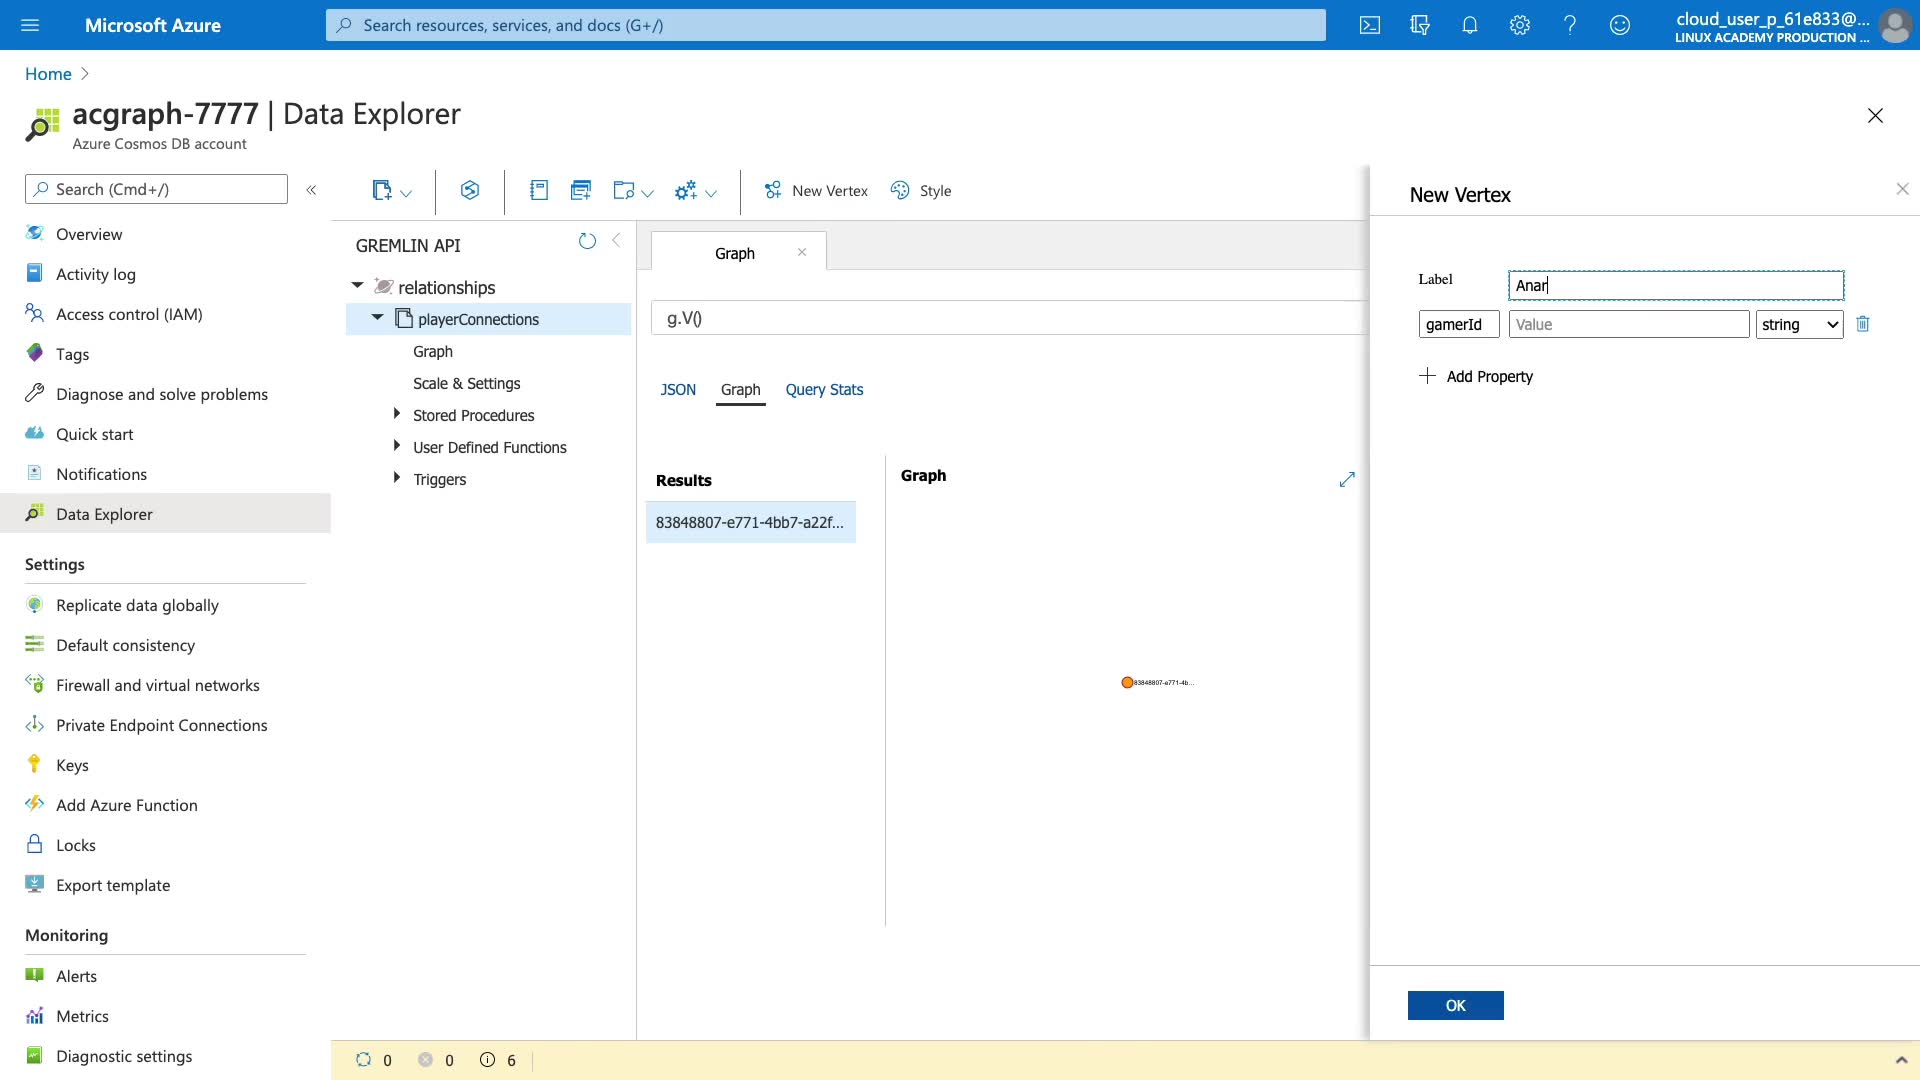 Microsoft Azure
Search resources, services, and docs (G+/)
cloud_user_p_61e833@...
LINUX ACADEMY PRODUCTION ...
Home
acgraph-7777 | Data Explorer
Azure Cosmos DB account
Search (Cmd+/)
Overview
Activity log
Access control (IAM)
Tags
Diagnose and solve problems
Quick start
Notifications
Data Explorer
Settings
Replicate data globally
Default consistency
Firewall and virtual networks
Private Endpoint Connections
Keys
Add Azure Function
Locks
Export template
Monitoring
Alerts
Metrics
Diagnostic settings
New Vertex
Style
GREMLIN API
relationships
playerConnections
Graph
Scale & Settings
Stored Procedures
User Defined Functions
Triggers
Graph
g.V()
JSON Graph Query Stats
Results
83848807-e771-4bb7-a22f...
Graph
83848807-e771-4b...
New Vertex
Label Anar
gamerId Value string
Add Property
OK
0 0 6